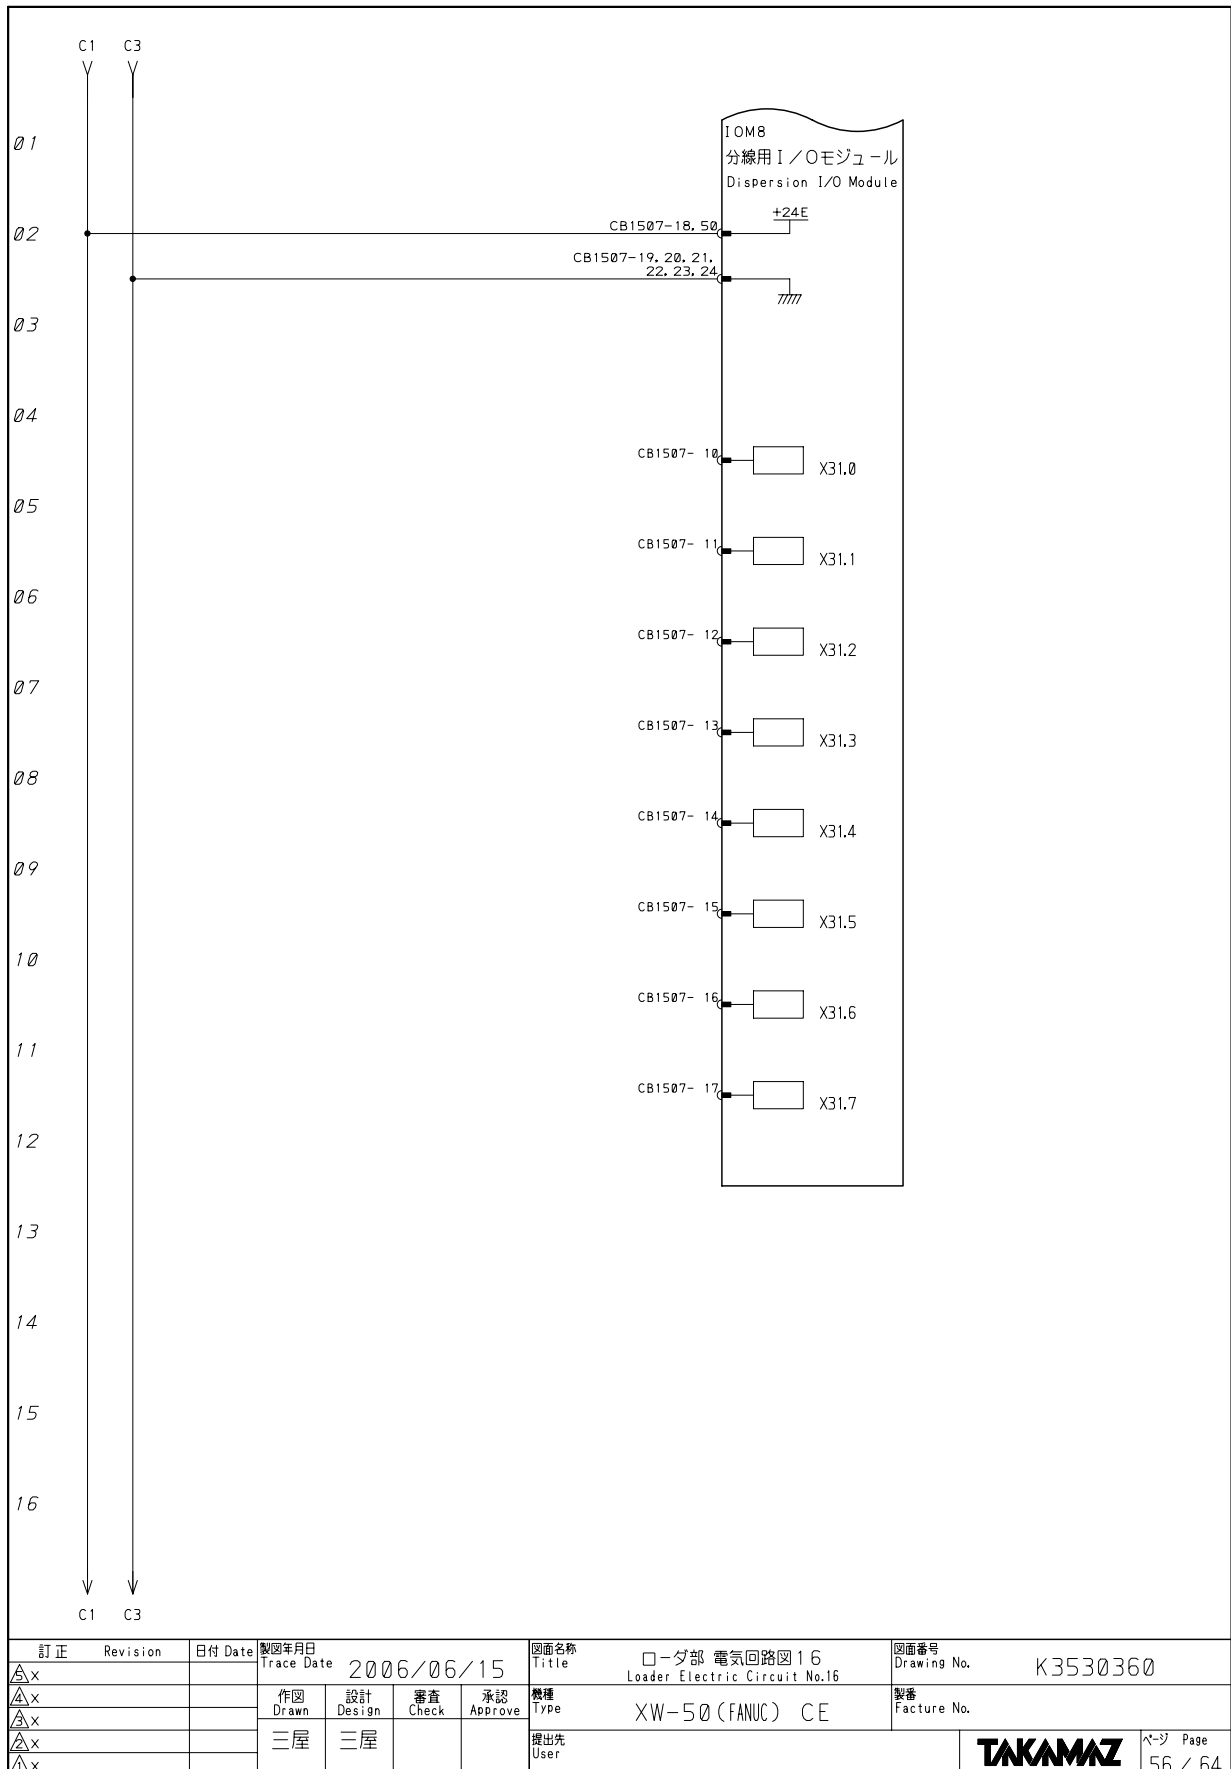 C1 C3
01
IOM8
分線用I/Oモジュール
Dispersion I/O Module
+24E
02
CB1507-18.50
CB1507-19.20.21.
22.23.24
03
04
CB1507- 10
X31.0
05
CB1507- 11
X31.1
06
CB1507- 12
X31.2
07
CB1507- 13
X31.3
08
CB1507- 14
X31.4
09
CB1507- 15
X31.5
10
CB1507- 16
X31.6
11
CB1507- 17
X31.7
12
13
14
15
16
C1 C3
訂正 Revision 日付 Date
5 X
4 X
3 X
2 X
1 X
製図年月日
Trace Date 2006/06/15
作図 設計 審査 承認
Drawn Design Check Approve
三屋 三屋
図面名称
Title
ローダ部 電気回路図16
Loader Electric Circuit No.16
機種
Type XW-50(FANUC) CE
提出先
User
図面番号
Drawing No. K3530360
製番
Facture No.
TAKAMAZ
ページ Page
56 / 64